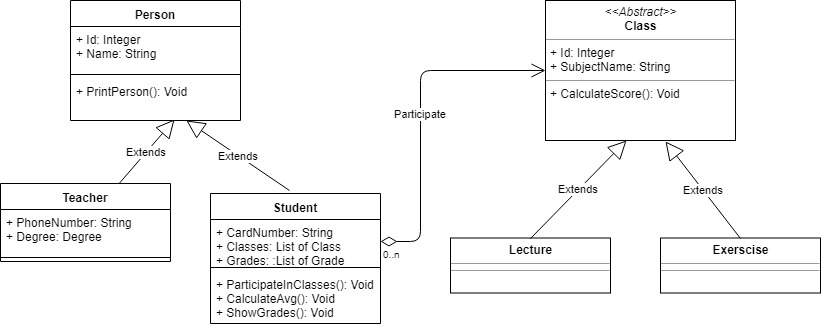 Person
+ Id: Integer
+ Name: String
+ PrintPerson(): Void
<<Abstract>>
Class
+ Id: Integer
+ SubjectName: String
+ CalculateScore(): Void
Participate
Extends
Extends
Teacher
+ PhoneNumber: String
+ Degree: Degree
Student
+ CardNumber: String
+ Classes: List of Class
+ Grades: :List of Grade
+ ParticipateInClasses(): Void
+ CalculateAvg(): Void
+ ShowGrades(): Void
0..n
Extends
Extends
Lecture
Exerscise